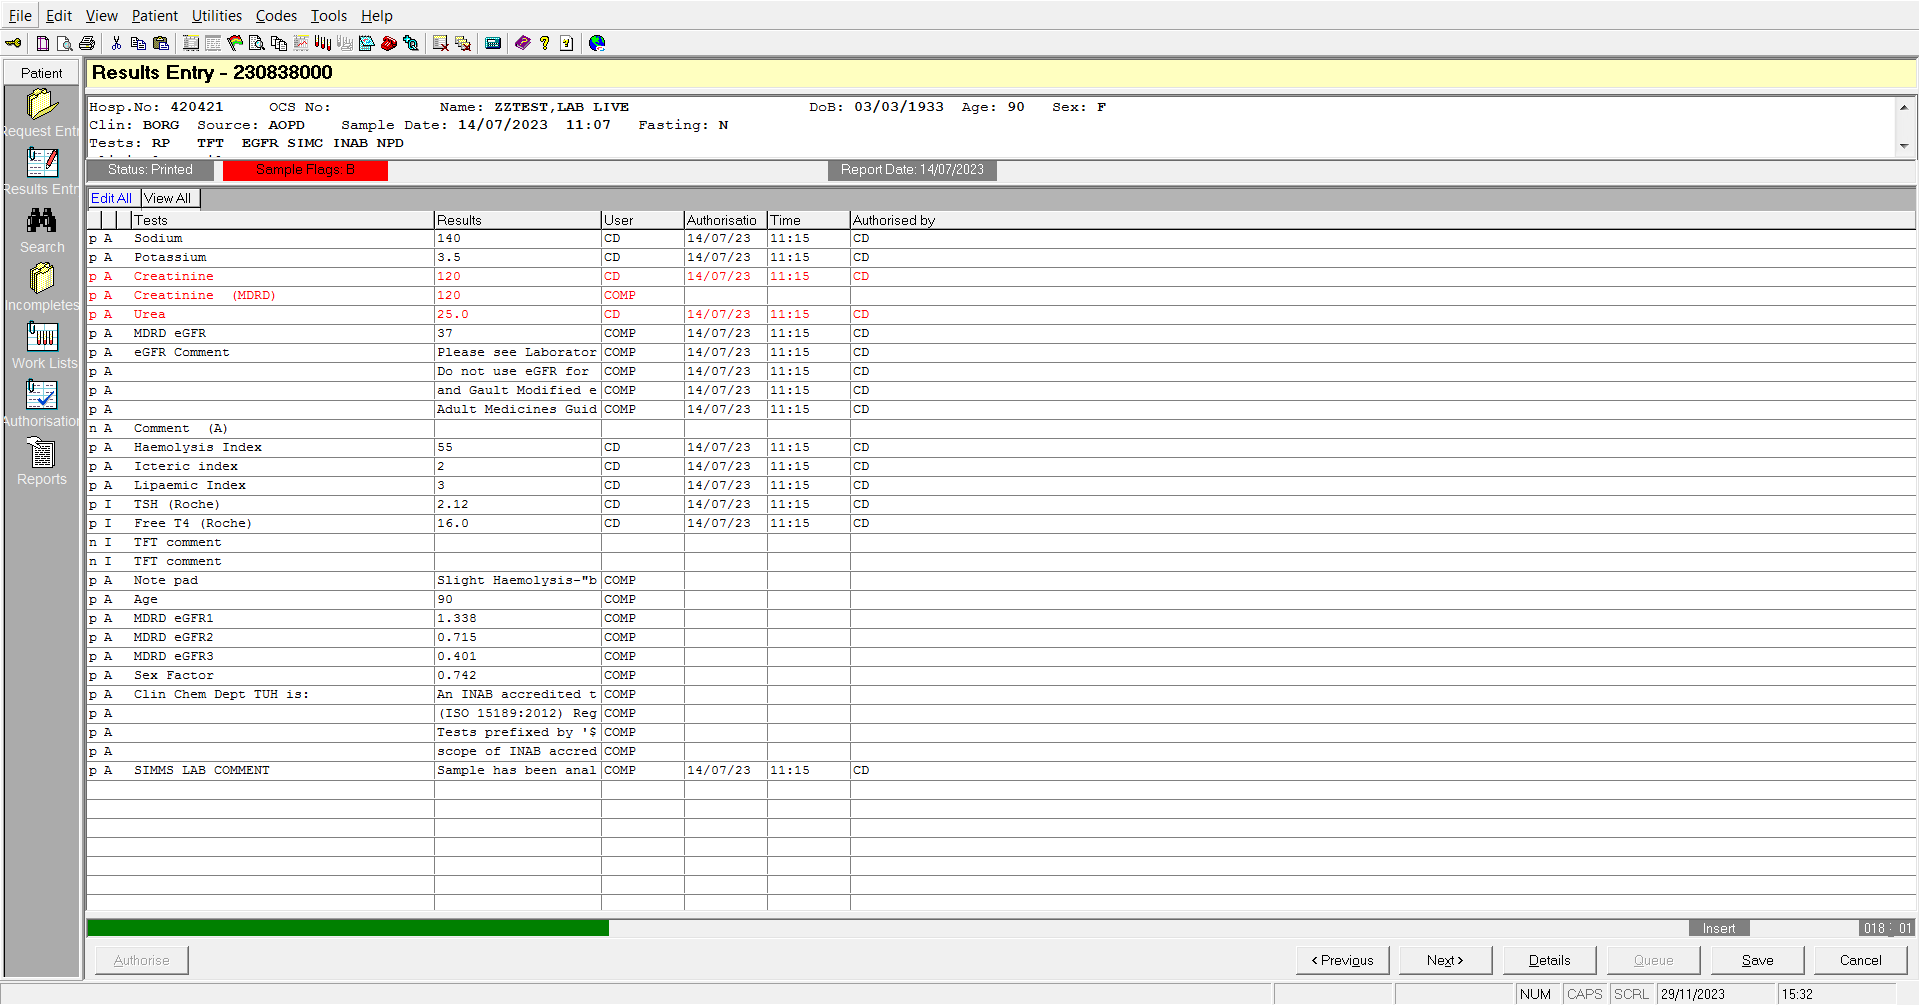 File Edit View Patient Utilities Codes Tools Help
Patient
Request Entr
Results Entr
Search
Incompletes
Work Lists
Authorisation
Reports
Results Entry - 230838000
Hosp.No: 420421 OCS No: Name: ZZTEST,LAB LIVE DoB: 03/03/1933 Age: 90 Sex: F
Clin: BORG Source: AOPD Sample Date: 14/07/2023 11:07 Fasting: N
Tests: RP TFT EGFR SIMC INAB NPD
Status: Printed Sample Flags: B Report Date: 14/07/2023
Edit All View All
Tests Results User Authorisatio Time Authorised by
p A Sodium 140 CD 14/07/23 11:15 CD
p A Potassium 3.5 CD 14/07/23 11:15 CD
p A Creatinine 120 CD 14/07/23 11:15 CD
p A Creatinine (MDRD) 120 COMP
p A Urea 25.0 CD 14/07/23 11:15 CD
p A MDRD eGFR 37 COMP 14/07/23 11:15 CD
p A eGFR Comment Please see Laborator COMP 14/07/23 11:15 CD
p A Do not use eGFR for COMP 14/07/23 11:15 CD
p A and Gault Modified e COMP 14/07/23 11:15 CD
p A Adult Medicines Guid COMP 14/07/23 11:15 CD
n A Comment (A)
p A Haemolysis Index 55 CD 14/07/23 11:15 CD
p A Icteric index 2 CD 14/07/23 11:15 CD
p A Lipaemic Index 3 CD 14/07/23 11:15 CD
p I TSH (Roche) 2.12 CD 14/07/23 11:15 CD
p I Free T4 (Roche) 16.0 CD 14/07/23 11:15 CD
n I TFT comment
n I TFT comment
p A Note pad Slight Haemolysis-"b COMP
p A Age 90 COMP
p A MDRD eGFR1 1.338 COMP
p A MDRD eGFR2 0.715 COMP
p A MDRD eGFR3 0.401 COMP
p A Sex Factor 0.742 COMP
p A Clin Chem Dept TUH is: An INAB accredited t COMP
p A (ISO 15189:2012) Reg COMP
p A Tests prefixed by '$ COMP
p A scope of INAB accred COMP
p A SIMMS LAB COMMENT Sample has been anal COMP 14/07/23 11:15 CD
Insert 018 : 01
Authorise < Previous Next > Details Queue Save Cancel
NUM CAPS SCRL 29/11/2023 15:32